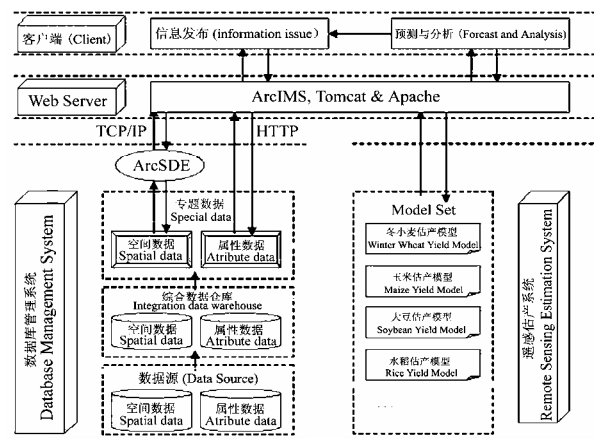 客户端 (Client)
信息发布 (information issue)
预测与分析 (Forcast and Analysis)
Web Server
ArcIMS, Tomcat & Apache
TCP/IP
HTTP
ArcSDE
专题数据
Special data
空间数据
Spatial data
属性数据
Atribute data
综合数据仓库
Integration data warehouse
空间数据
Spatial data
属性数据
Atribute data
数据源 (Data Source)
空间数据
Spatial data
属性数据
Atribute data
数据库管理系统
Database Management System
Model Set
冬小麦估产模型
Winter Wheat Yield Model
玉米估产模型
Maize Yield Model
大豆估产模型
Soybean Yield Model
水稻估产模型
Rice Yield Model
...
遥感估产系统
Remote Sensing Estimation System